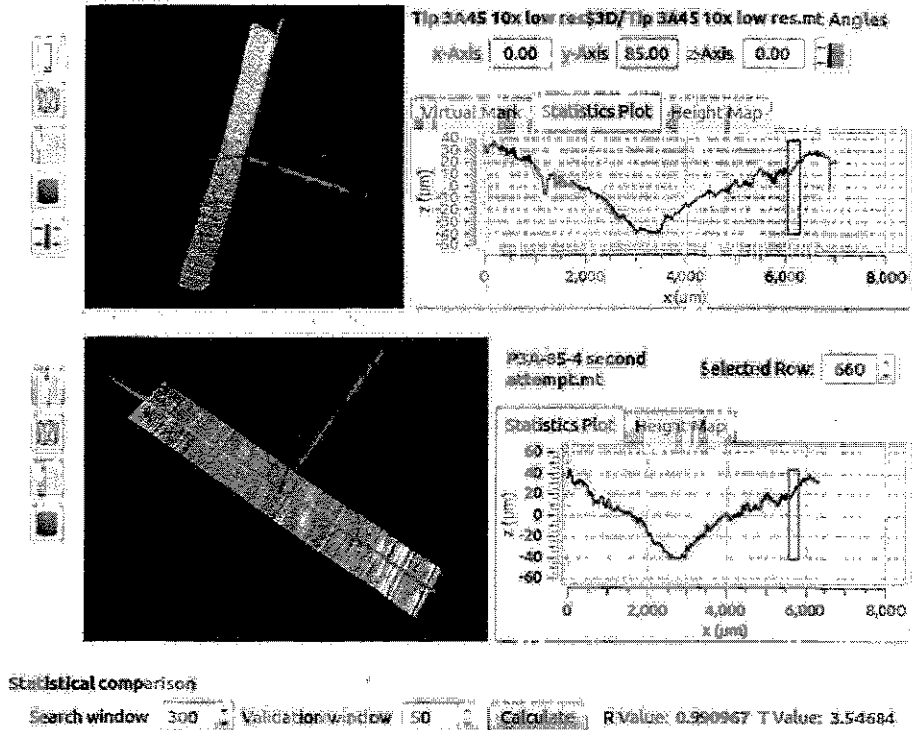 Tip 3A45 10x low res$3D/Tip 3A45 10x low res.mt Angles
x-Axis 0.00 y-Axis 85.00 z-Axis 0.00
Virtual Mark Statistics Plot Height Map
z (µm)
0 2,000 4,000 6,000 8,000
x (µm)
P3A-85-4 second
attempt.mt
Selected Row: 660
Statistics Plot Height Map
z (µm)
60
40
20
0
-20
-40
-60
0 2,000 4,000 6,000 8,000
x (µm)
Statistical comparison
Search window 300 Validation window 50 Calculate R Value: 0.990967 T Value: 3.54684